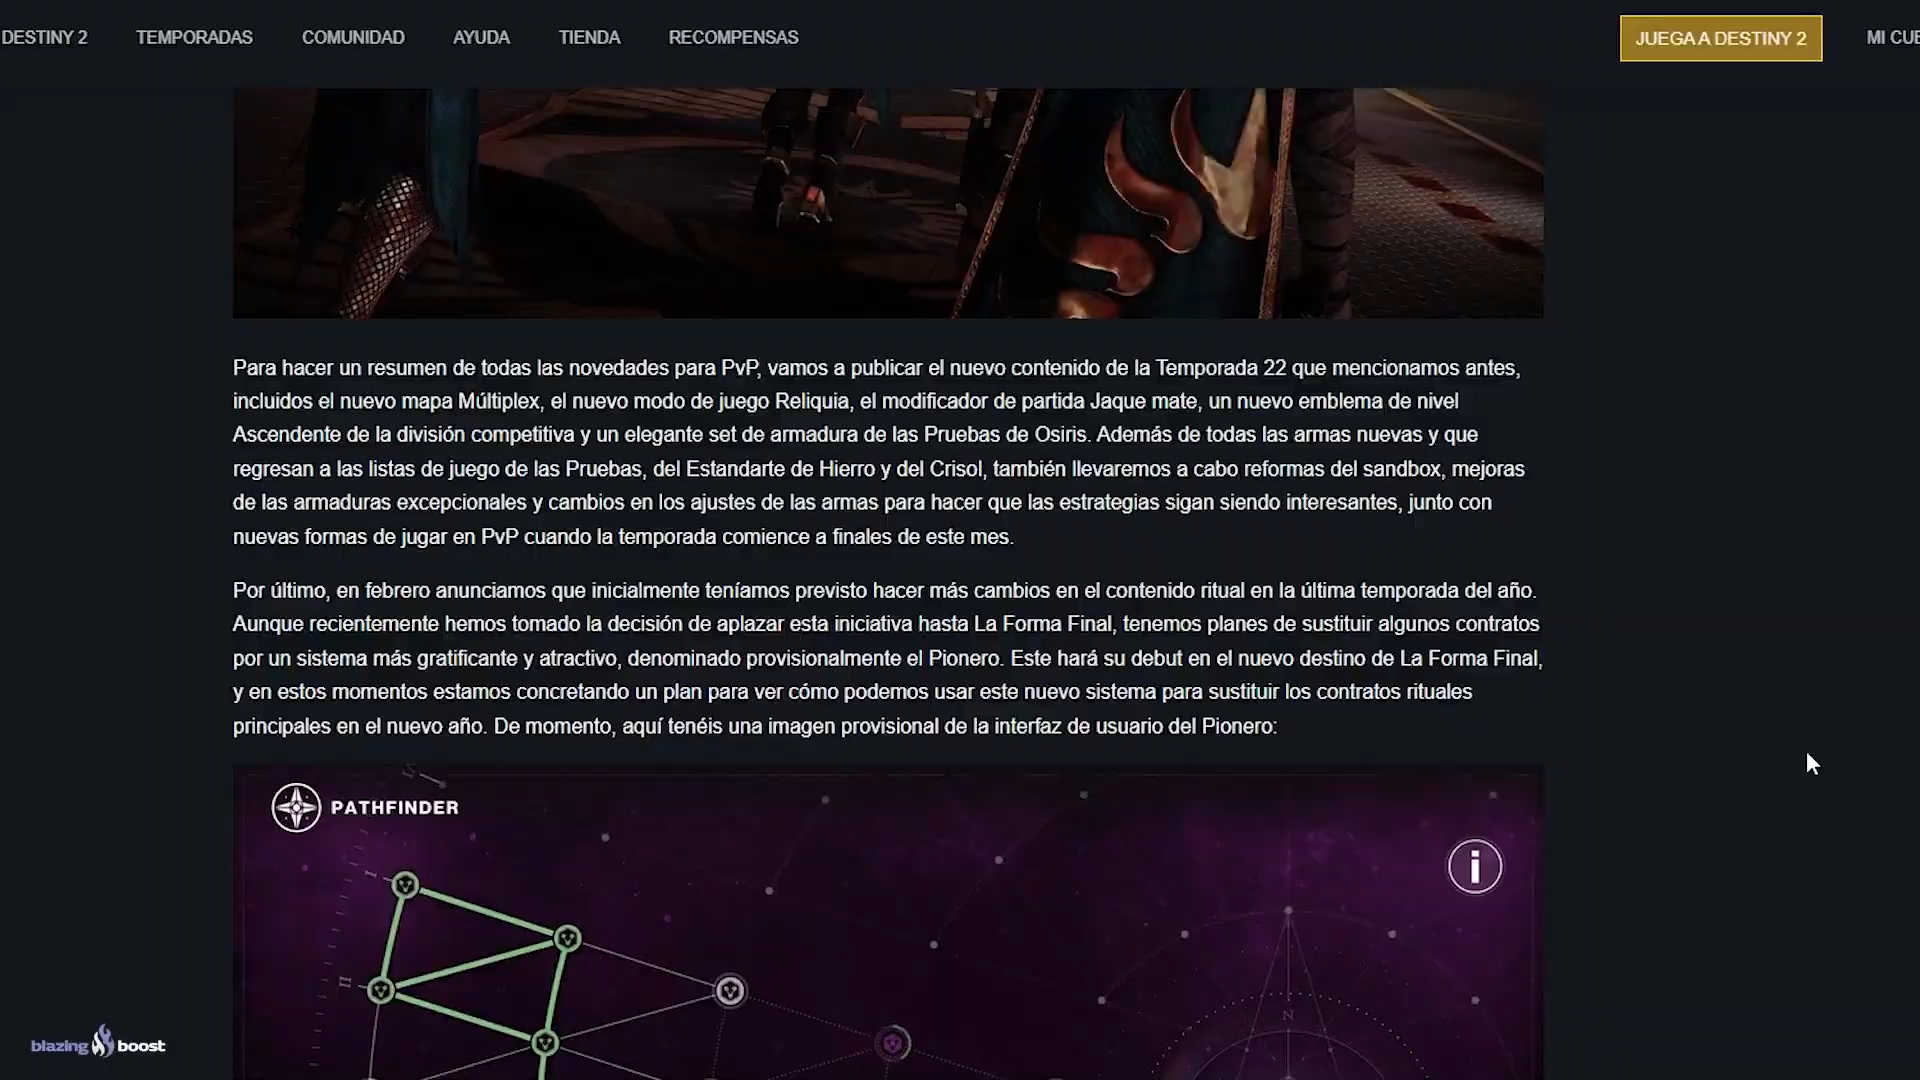 DESTINY 2 TEMPORADAS COMUNIDAD AYUDA TIENDA RECOMPENSAS JUEGA A DESTINY 2 MI CUE
Para hacer un resumen de todas las novedades para PvP, vamos a publicar el nuevo contenido de la Temporada 22 que mencionamos antes,
incluidos el nuevo mapa Múltiplex, el nuevo modo de juego Reliquia, el modificador de partida Jaque mate, un nuevo emblema de nivel
Ascendente de la división competitiva y un elegante set de armadura de las Pruebas de Osiris. Además de todas las armas nuevas y que
regresan a las listas de juego de las Pruebas, del Estandarte de Hierro y del Crisol, también llevaremos a cabo reformas del sandbox, mejoras
de las armaduras excepcionales y cambios en los ajustes de las armas para hacer que las estrategias sigan siendo interesantes, junto con
nuevas formas de jugar en PvP cuando la temporada comience a finales de este mes.
Por último, en febrero anunciamos que inicialmente teníamos previsto hacer más cambios en el contenido ritual en la última temporada del año.
Aunque recientemente hemos tomado la decisión de aplazar esta iniciativa hasta La Forma Final, tenemos planes de sustituir algunos contratos
por un sistema más gratificante y atractivo, denominado provisionalmente el Pionero. Este hará su debut en el nuevo destino de La Forma Final,
y en estos momentos estamos concretando un plan para ver cómo podemos usar este nuevo sistema para sustituir los contratos rituales
principales en el nuevo año. De momento, aquí tenéis una imagen provisional de la interfaz de usuario del Pionero:
PATHFINDER
i
I
II
N
blazing boost